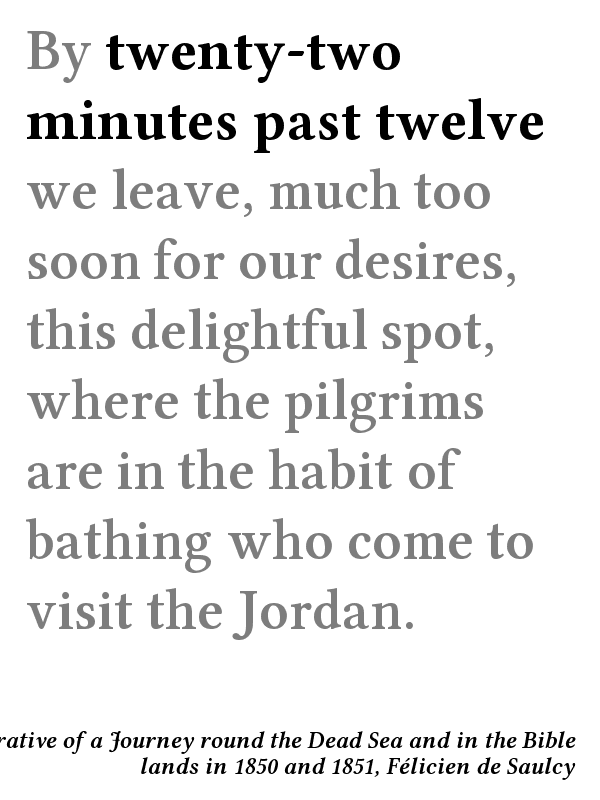 By twenty-two
minutes past twelve
we leave, much too
soon for our desires,
this delightful spot,
where the pilgrims
are in the habit of
bathing who come to
visit the Jordan.
of a Journey round the Dead Sea and in the Bible
lands in 1850 and 1851, Félicien de Saulcy